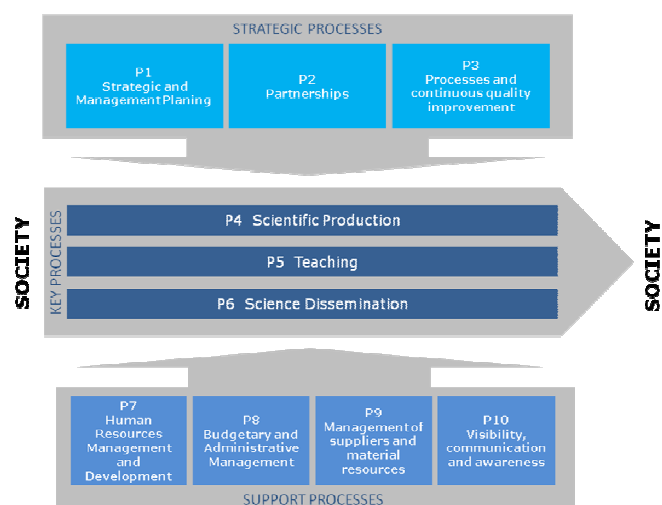 STRATEGIC PROCESSES
P1
Strategic and
Management Planing
P2
Partnerships
P3
Processes and
continuous quality
improvement
SOCIETY
KEY PROCESSES
P4 Scientific Production
P5 Teaching
P6 Science Dissemination
SOCIETY
P7
Human
Resources
Management
and
Development
P8
Budgetary and
Administrative
Management
P9
Management of
suppliers and
material
resources
P10
Visibility,
communication
and awareness
SUPPORT PROCESSES